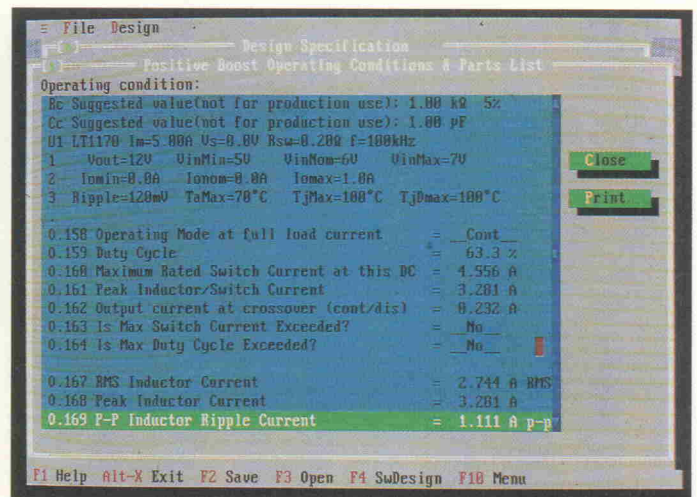 ≡ File Design
Design Specification
Positive Boost Operating Conditions & Parts List
Operating condition:
Rc Suggested value(not for production use): 1.00 kΩ 5%
Cc Suggested value(not for production use): 1.00 µF
U1 LT1170 Im=5.00A Vs=0.0V Rsw=0.20Ω f=100kHz
1 Vout=12V VinMin=5V VinNom=6V VinMax=7V
2 Iomin=0.0A Ionom=0.8A Iomax=1.0A
3 Ripple=120mV TaMax=70°C TjMax=100°C TjDmax=100°C
0.158 Operating Mode at full load current = __Cont__
0.159 Duty Cycle = 63.3 %
0.160 Maximum Rated Switch Current at this DC = 4.956 A
0.161 Peak Inductor/Switch Current = 3.281 A
0.162 Output current at crossover (cont/dis) = 0.232 A
0.163 Is Max Switch Current Exceeded? = __No__
0.164 Is Max Duty Cycle Exceeded? = __No__
0.167 RMS Inductor Current = 2.744 A RMS
0.168 Peak Inductor Current = 3.281 A
0.169 P-P Inductor Ripple Current = 1.111 A p-p
Close
Print
F1 Help Alt-X Exit F2 Save F3 Open F4 SwDesign F10 Menu